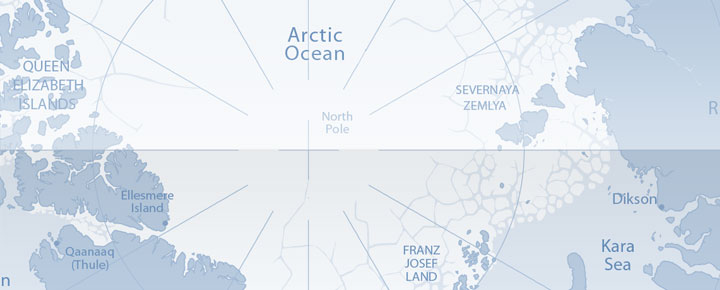 Arctic
Ocean
QUEEN
ELIZABETH
ISLANDS
SEVERNAYA
ZEMLYA
North
Pole
R
Ellesmere
Island
Dikson
Qaanaaq
(Thule)
FRANZ
JOSEF
LAND
Kara
Sea
n